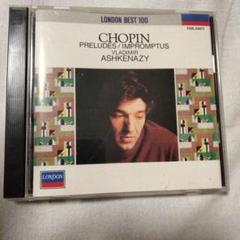 LONDON BEST 100
CHOPIN
PRELUDES/IMPROMPTUS
VLADIMIR
ASHKENAZY
LONDON